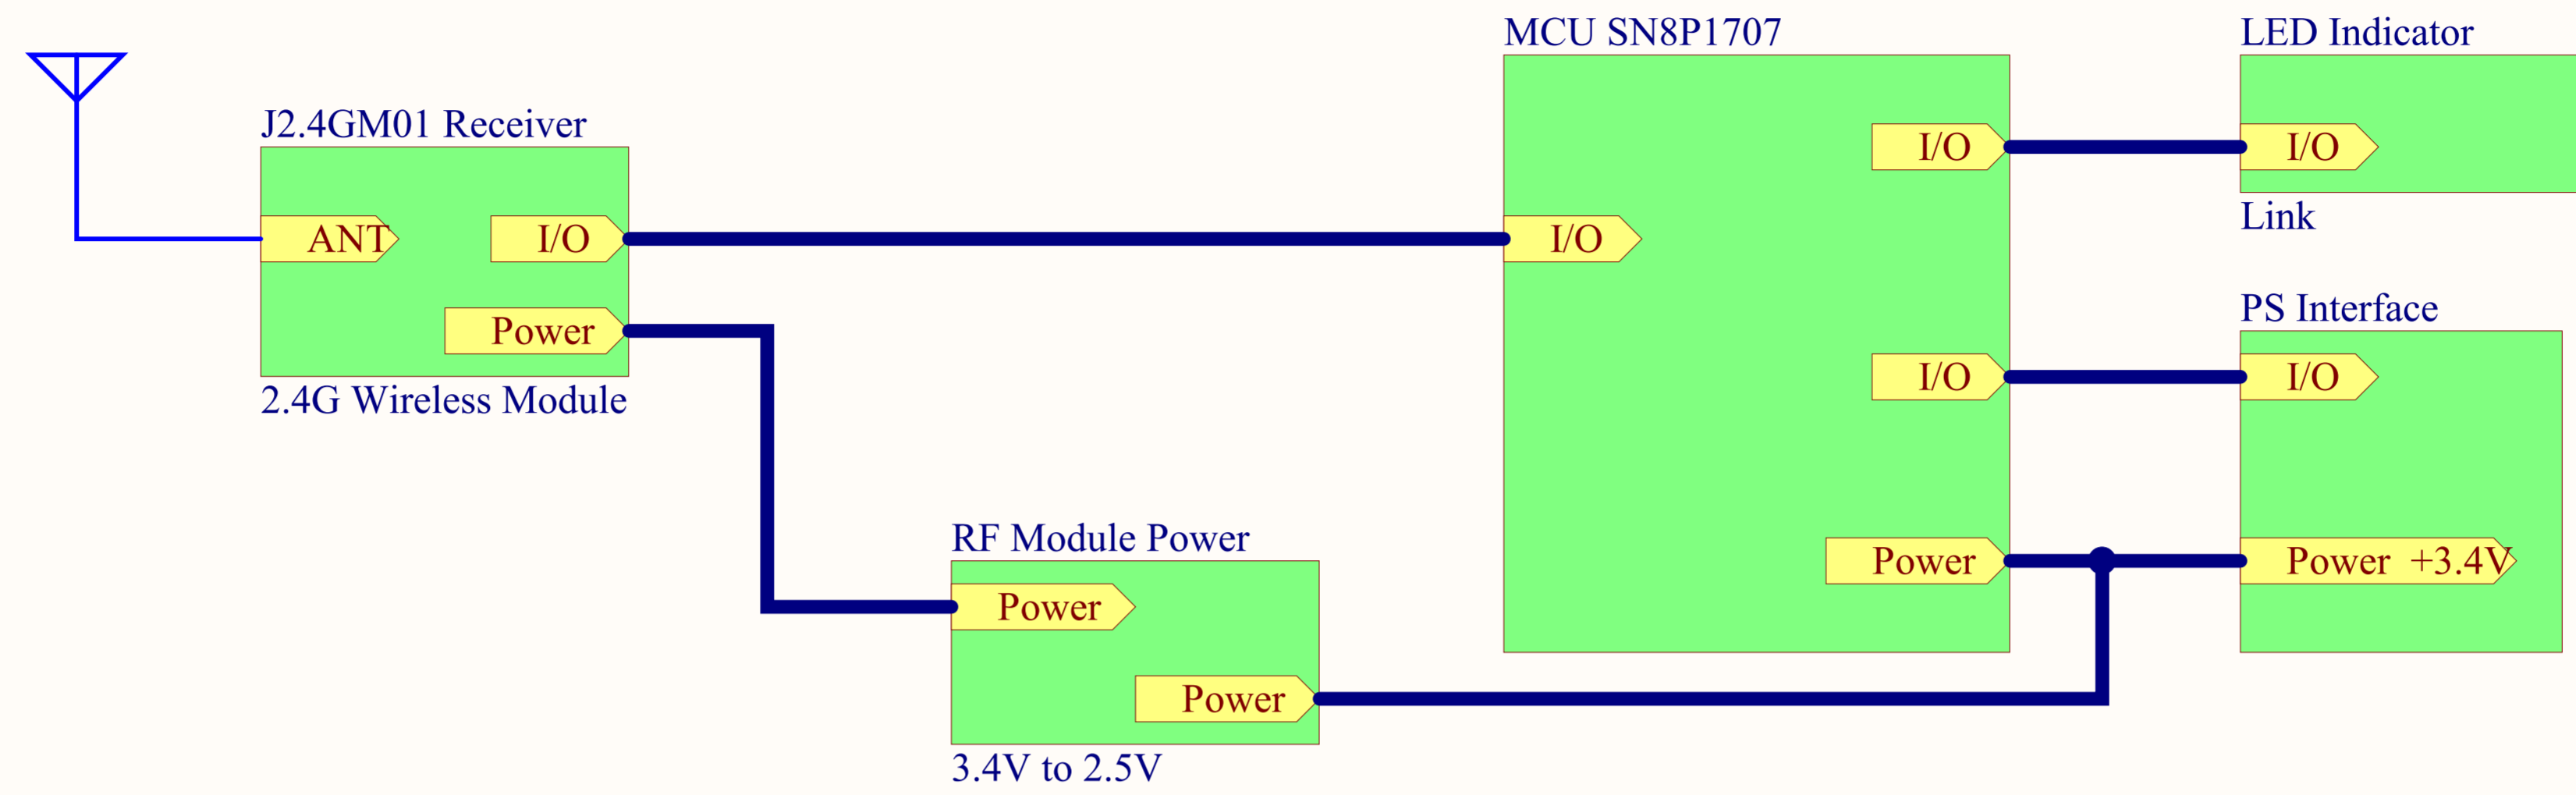 MCU SN8P1707
LED Indicator
J2.4GM01 Receiver
I/O
I/O
Link
ANT
I/O
I/O
PS Interface
Power
I/O
I/O
2.4G Wireless Module
RF Module Power
Power
Power +3.4V
Power
Power
3.4V to 2.5V